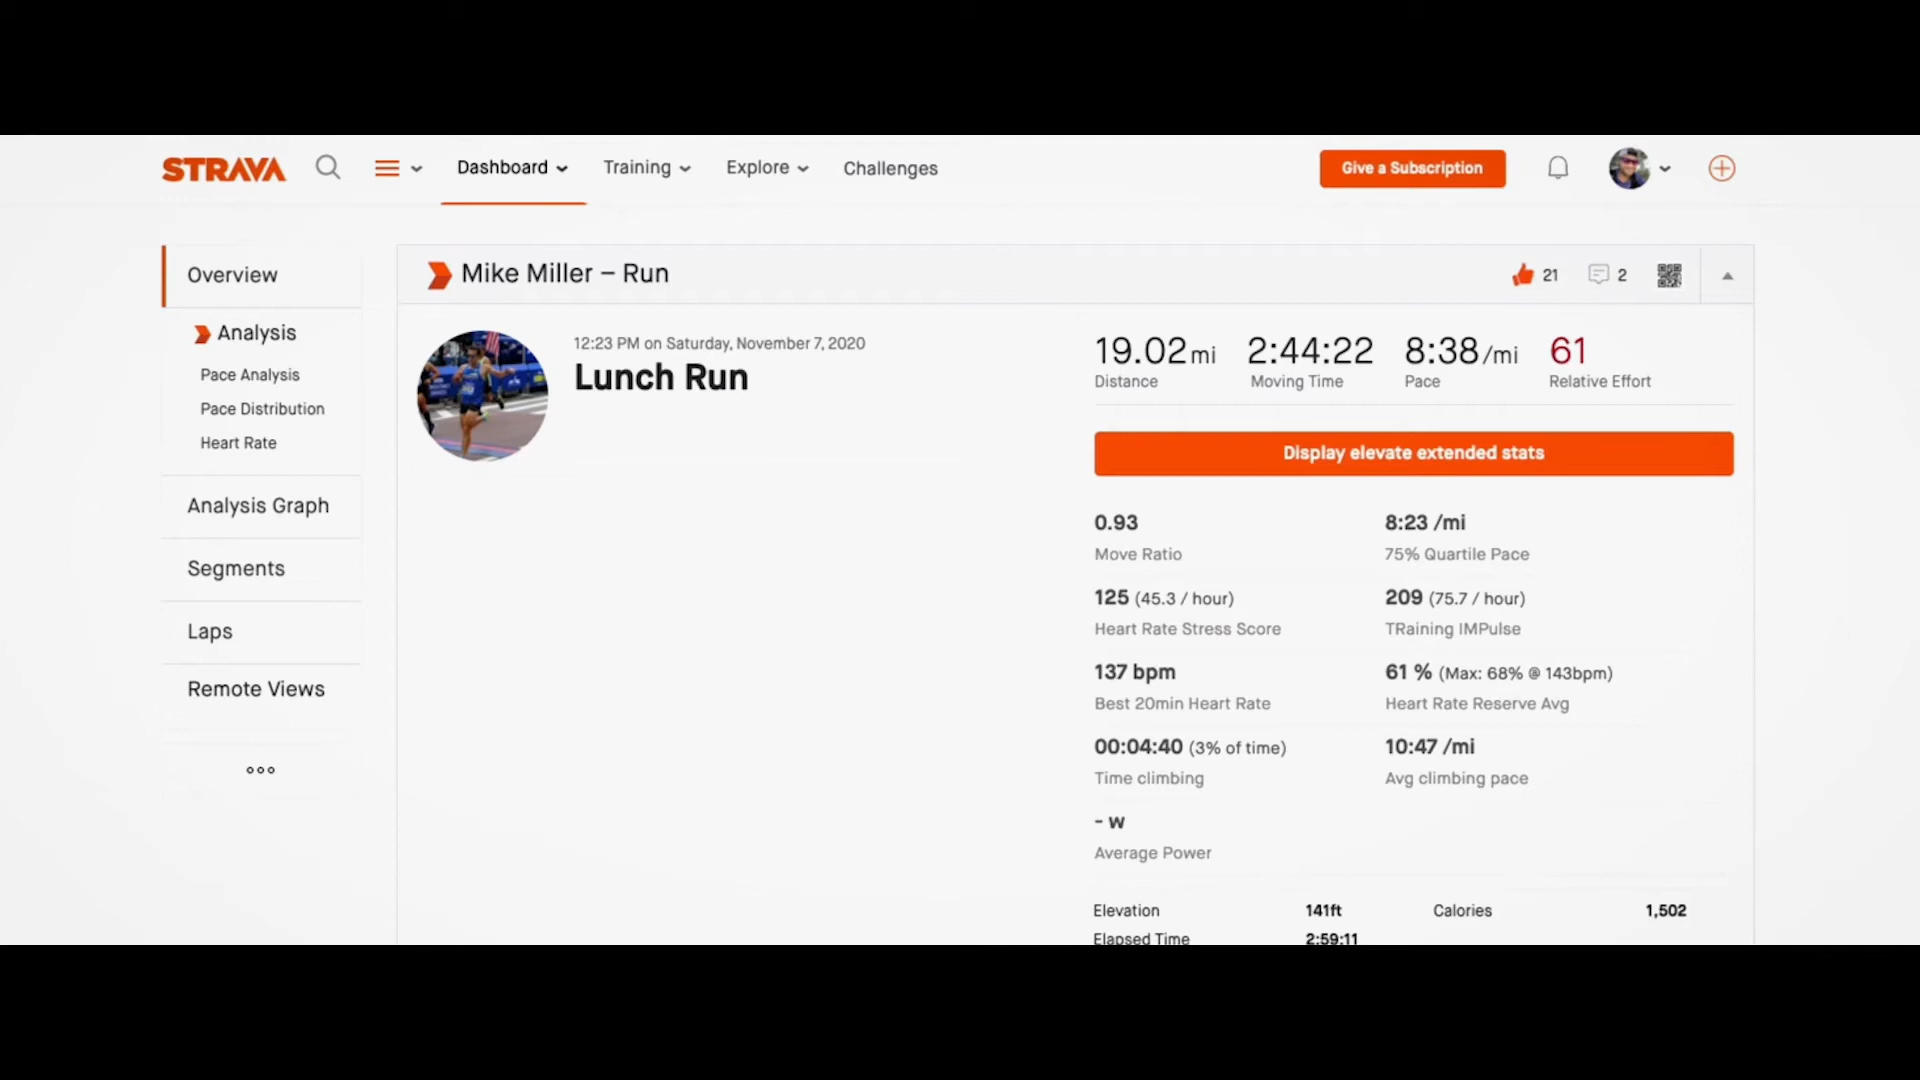 STRAVA
Dashboard
Training
Explore
Challenges
Give a Subscription
Overview
Analysis
Pace Analysis
Pace Distribution
Heart Rate
Analysis Graph
Segments
Laps
Remote Views
Mike Miller – Run
21
2
12:23 PM on Saturday, November 7, 2020
Lunch Run
19.02 mi
Distance
2:44:22
Moving Time
8:38 /mi
Pace
61
Relative Effort
Display elevate extended stats
0.93
Move Ratio
8:23 /mi
75% Quartile Pace
125 (45.3 / hour)
Heart Rate Stress Score
209 (75.7 / hour)
TRaining IMPulse
137 bpm
Best 20min Heart Rate
61 % (Max: 68% @ 143bpm)
Heart Rate Reserve Avg
00:04:40 (3% of time)
Time climbing
10:47 /mi
Avg climbing pace
- w
Average Power
Elevation 141ft Calories 1,502
Elapsed Time 2:59:11